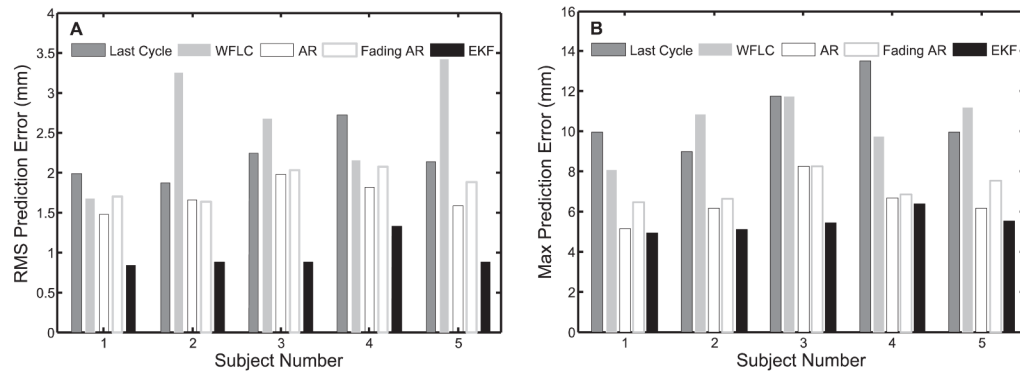 A
Last Cycle WFLC AR Fading AR EKF
RMS Prediction Error (mm)
4
3.5
3
2.5
2
1.5
1
0.5
0
1 2 3 4 5
Subject Number
B
Last Cycle WFLC AR Fading AR EKF
Max Prediction Error (mm)
16
14
12
10
8
6
4
2
0
1 2 3 4 5
Subject Number